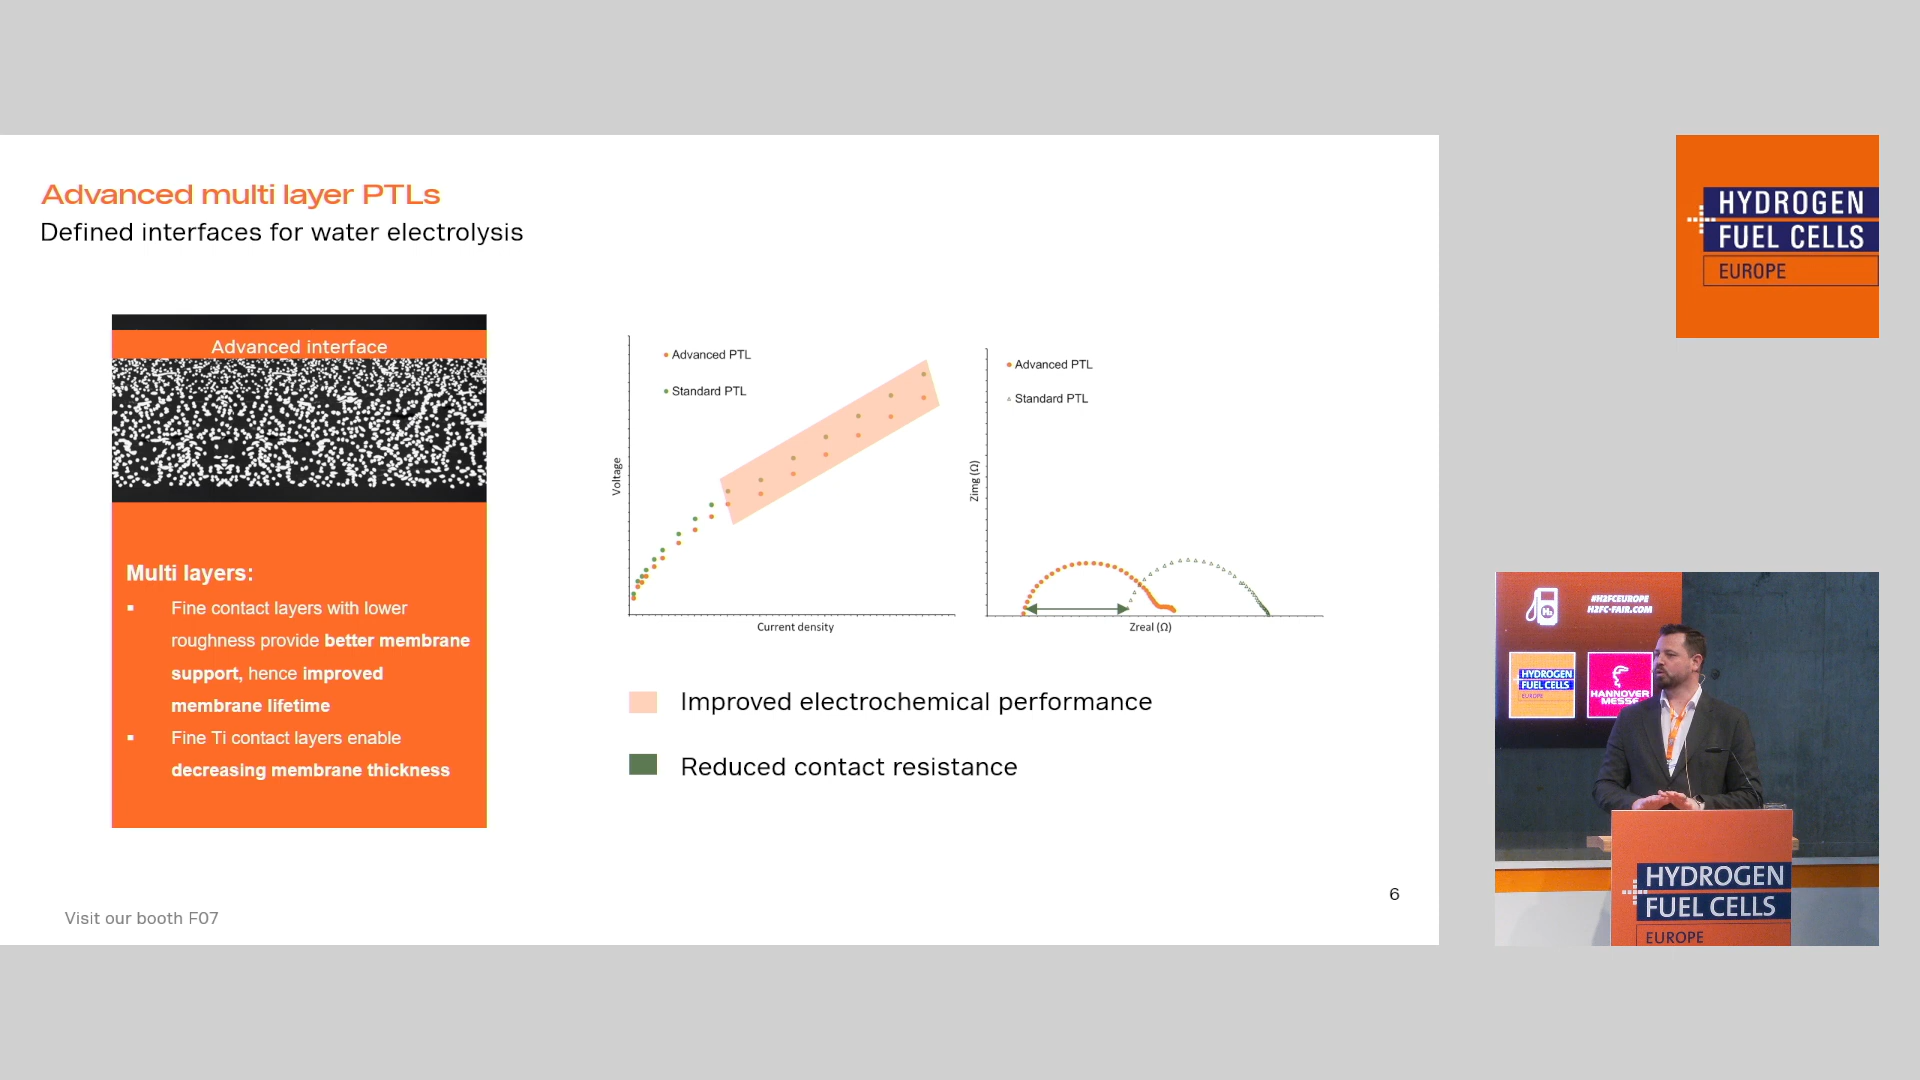 Advanced multi layer PTLs
Defined interfaces for water electrolysis
Advanced interface
Multi layers:
▪ Fine contact layers with lower
roughness provide better membrane
support, hence improved
membrane lifetime
▪ Fine Ti contact layers enable
decreasing membrane thickness
Advanced PTL
Standard PTL
Voltage
Current density
Advanced PTL
Standard PTL
Zimg (Ω)
Zreal (Ω)
Improved electrochemical performance
Reduced contact resistance
6
Visit our booth F07
HYDROGEN
FUEL CELLS
EUROPE
H2
#H2FCEUROPE
H2FC-FAIR.COM
HYDROGEN
FUEL CELLS
EUROPE
HANNOVER
MESSE
HYDROGEN
FUEL CELLS
EUROPE